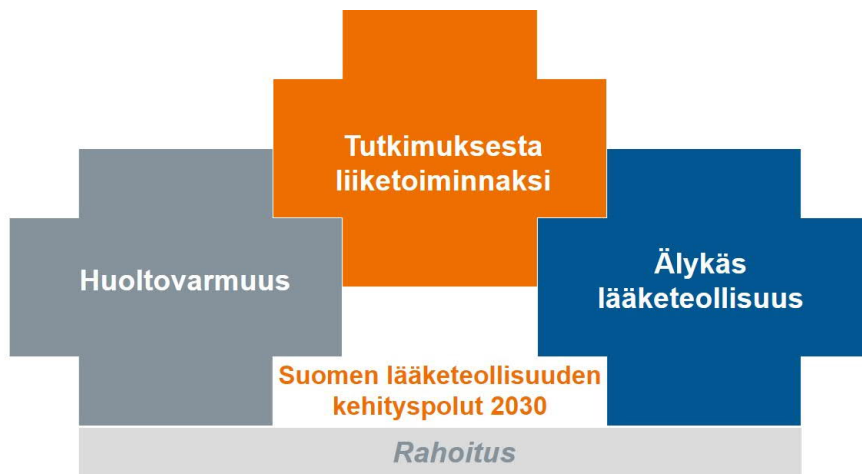 Tutkimuksesta
liiketoiminnaksi
Huoltovarmuus
Älykäs
lääketeollisuus
Suomen lääketeollisuuden
kehityspolut 2030
Rahoitus